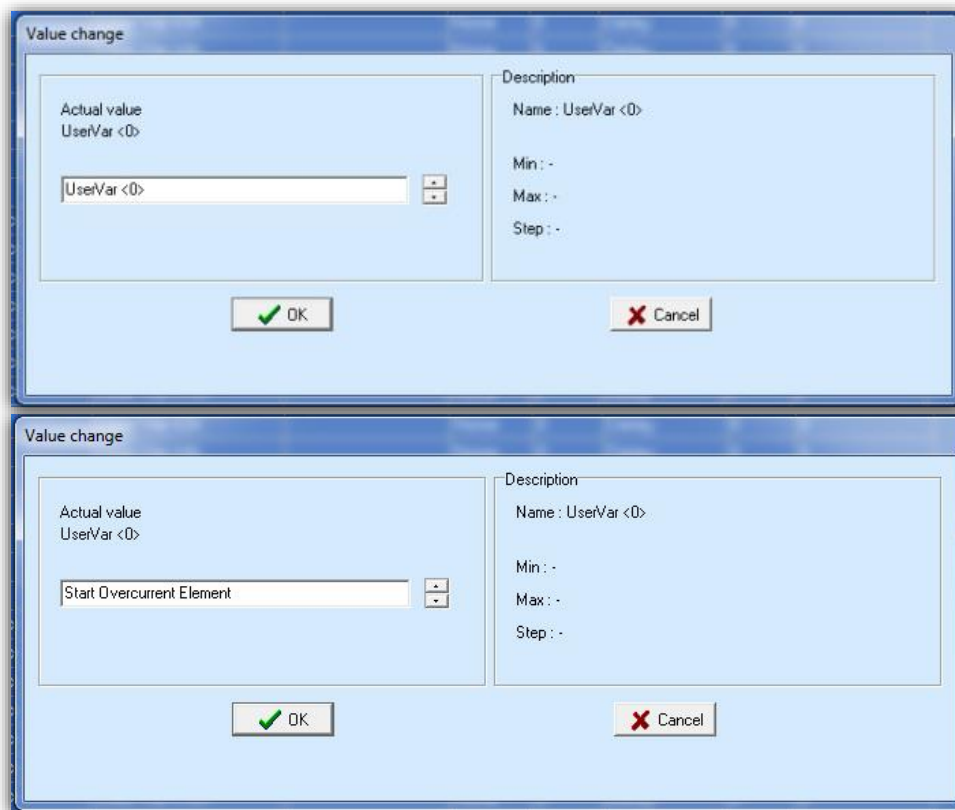 Value change
Actual value
UserVar <0>
UserVar <0>
OK
Description
Name : UserVar <0>
Min : -
Max : -
Step : -
Cancel
Value change
Actual value
UserVar <0>
Start Overcurrent Element
OK
Description
Name : UserVar <0>
Min : -
Max : -
Step : -
Cancel